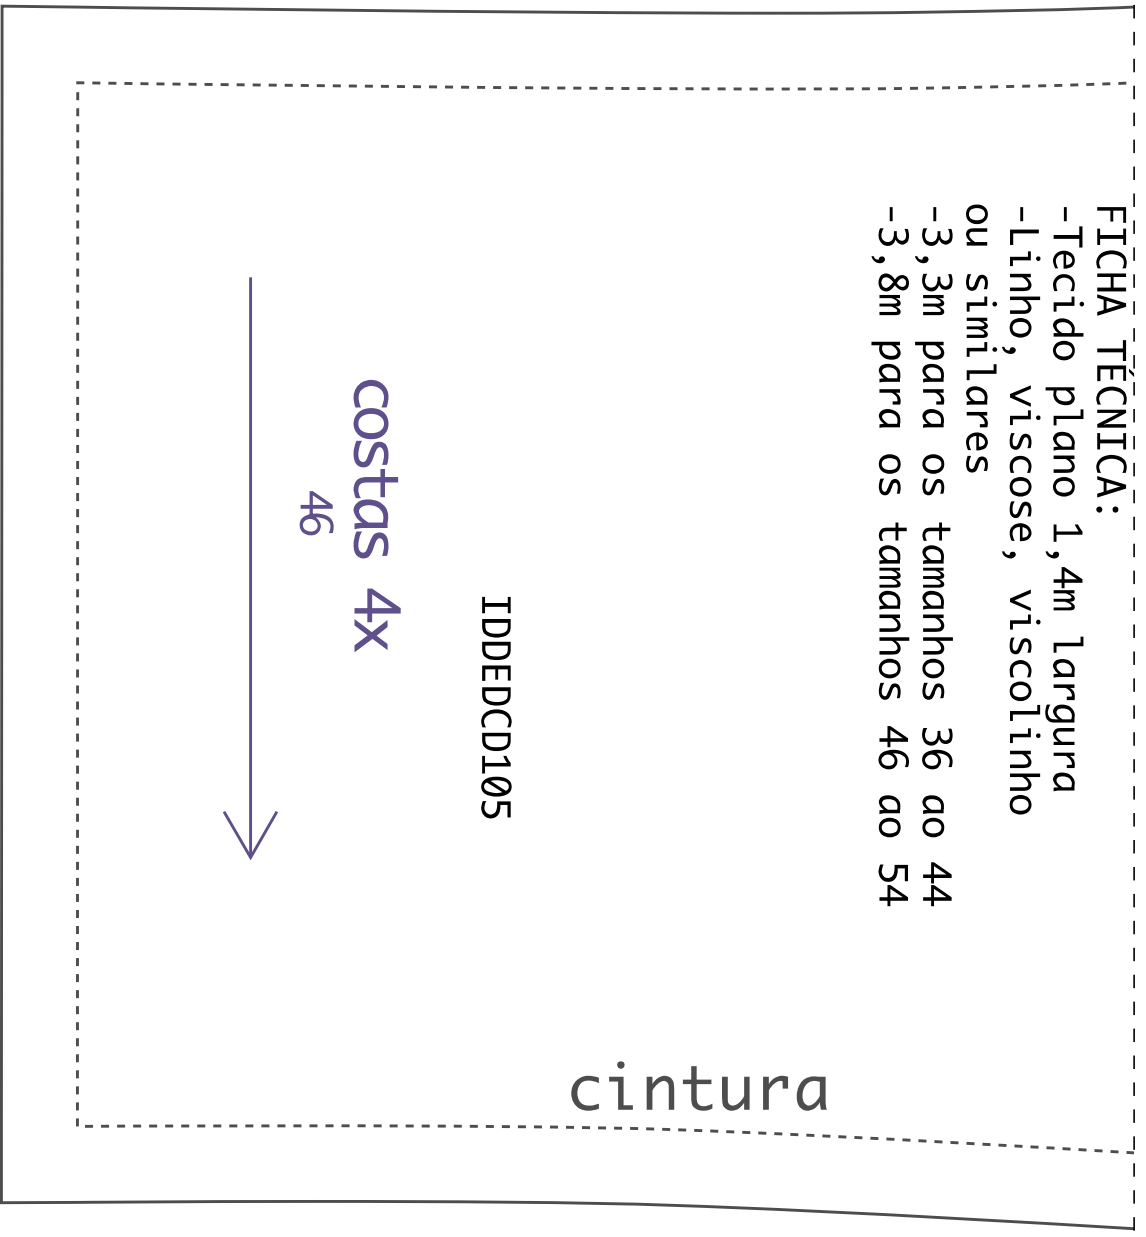 FICHA TÉCNICA:
-Tecido plano 1,4m largura
-Linho, viscose, viscolinho
ou similares
-3,3m para os tamanhos 36 ao 44
-3,8m para os tamanhos 46 ao 54
IDDEDCD105
costas 4x
46
cintura